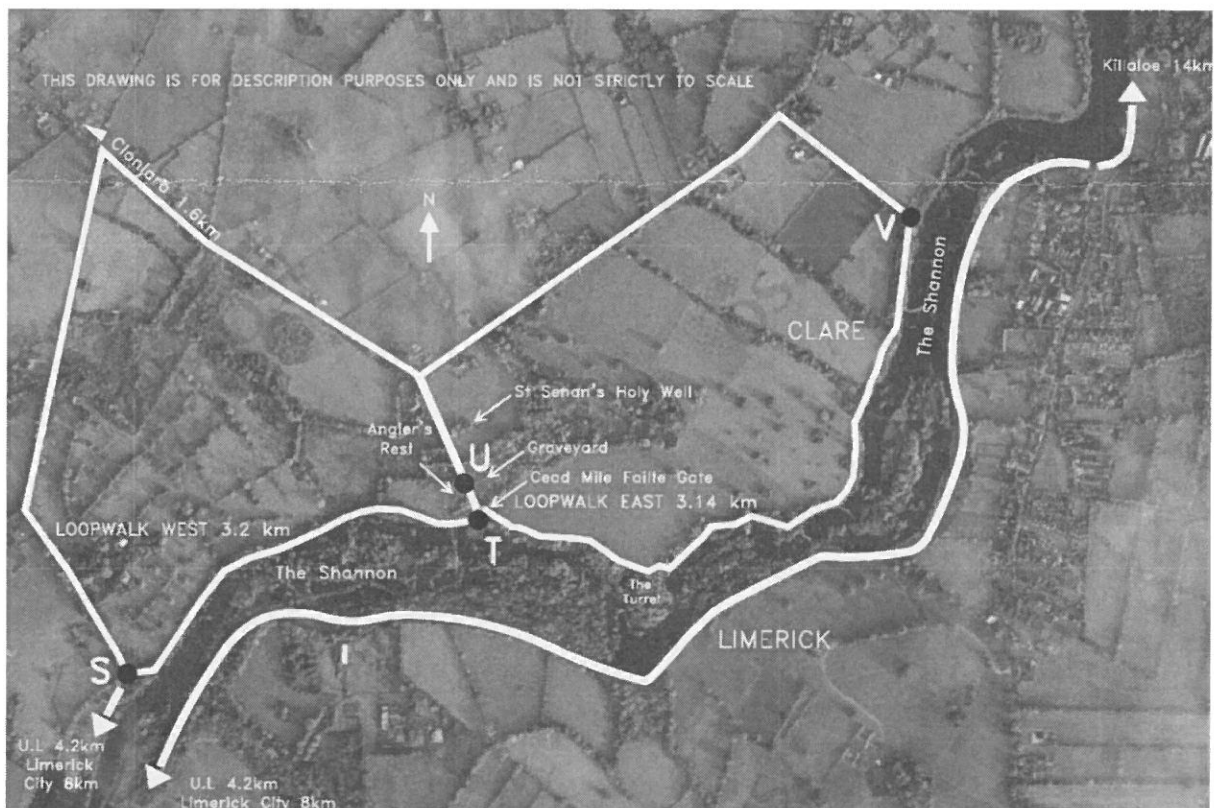 THIS DRAWING IS FOR DESCRIPTION PURPOSES ONLY AND IS NOT STRICTLY TO SCALE
Killaloe 14km
Clonlara 1.6km
N
V
The Shannon
CLARE
St Senan's Holy Well
Angler's
Rest
U
Graveyard
Cead Mile Failte Gate
LOOPWALK EAST 3.14 km
LOOPWALK WEST 3.2 km
T
The Shannon
The
Turret
LIMERICK
I
S
U.L 4.2km
Limerick
City 8km
U.L 4.2km
Limerick City 8km